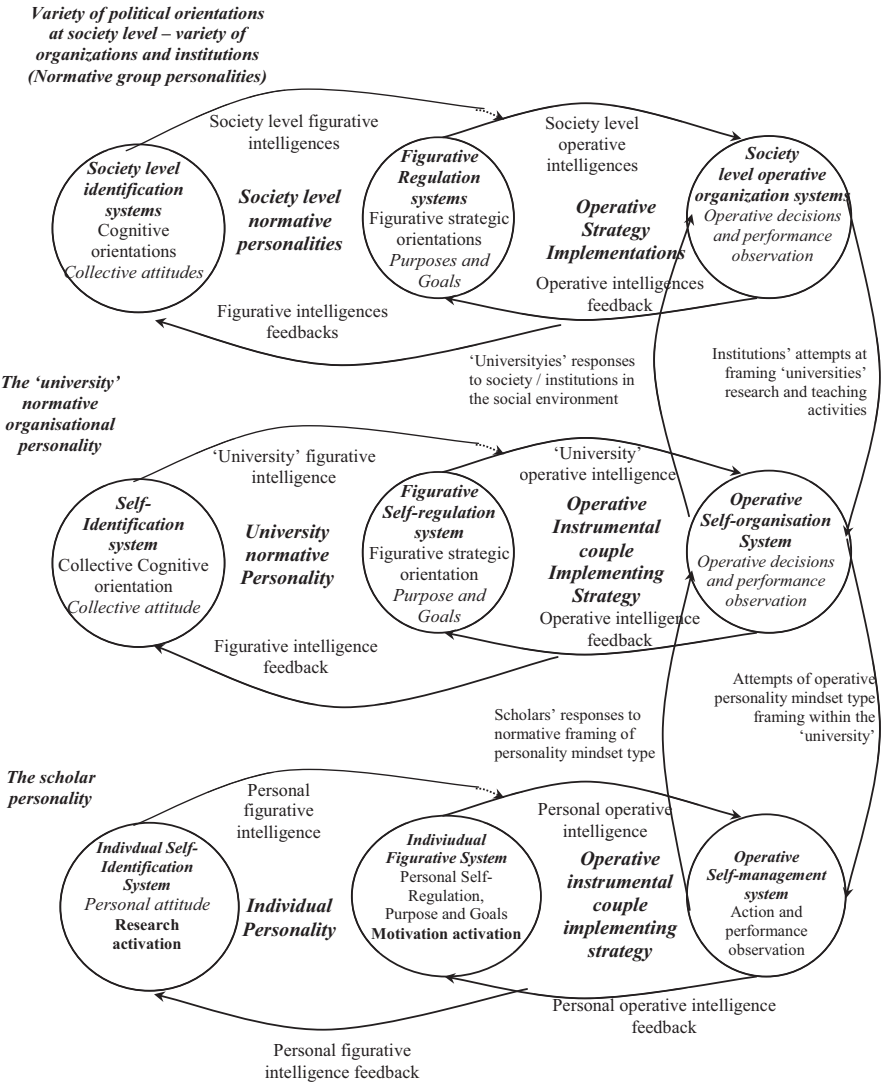 Variety of political orientations
at society level – variety of
organizations and institutions
(Normative group personalities)
Society level figurative
intelligences
Society level
operative
intelligences
Society level
identification
systems
Cognitive
orientations
Collective attitudes
Society level
normative
personalities
Figurative
Regulation
systems
Figurative strategic
orientations
Purposes and
Goals
Operative
Strategy
Implementations
Society
level operative
organization systems
Operative decisions
and performance
observation
Figurative intelligences
feedbacks
Operative intelligences
feedback
‘Universityies’ responses
to society / institutions in
the social environment
Institutions’ attempts at
framing ‘universities’
research and teaching
activities
The ‘university’
normative
organisational
personality
‘University’ figurative
intelligence
‘University’
operative intelligence
Self-
Identification
system
Collective Cognitive
orientation
Collective attitude
University
normative
Personality
Figurative
Self-regulation
system
Figurative strategic
orientation
Purpose and
Goals
Operative
Instrumental
couple
Implementing
Strategy
Operative
Self-organisation
System
Operative decisions
and performance
observation
Figurative intelligence
feedback
Operative intelligence
feedback
Scholars’ responses to
normative framing of
personality mindset type
Attempts of operative
personality mindset type
framing within the
‘university’
The scholar
personality
Personal
figurative
intelligence
Personal operative
intelligence
Indivdual Self-
Identification
System
Personal attitude
Research
activation
Individual
Personality
Indiviudual
Figurative System
Personal Self-
Regulation,
Purpose and Goals
Motivation activation
Operative
instrumental
couple
implementing
strategy
Operative
Self-management
system
Action and
performance
observation
Personal operative intelligence
feedback
Personal figurative
intelligence feedback